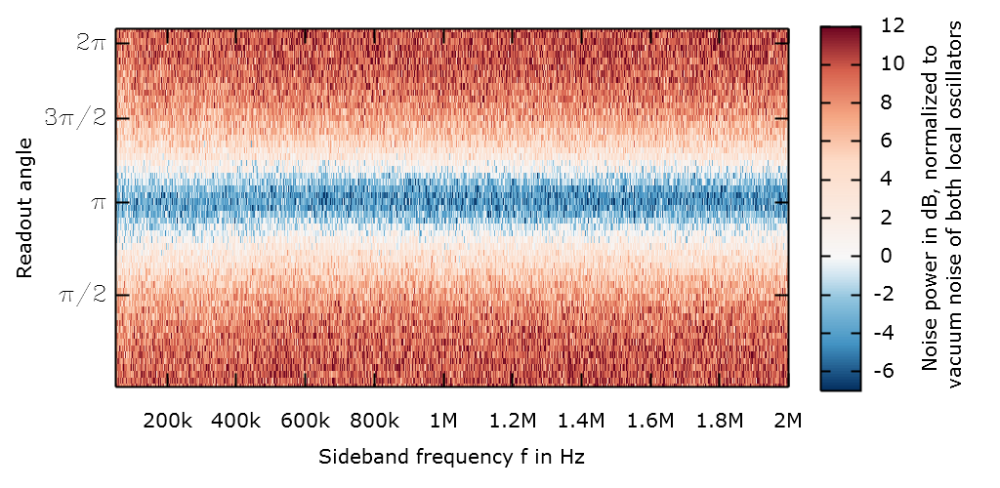 2π
3π/2
π
π/2
Readout angle
200k 400k 600k 800k 1M 1.2M 1.4M 1.6M 1.8M 2M
Sideband frequency f in Hz
12
10
8
6
4
2
0
-2
-4
-6
Noise power in dB, normalized to
vacuum noise of both local oscillators